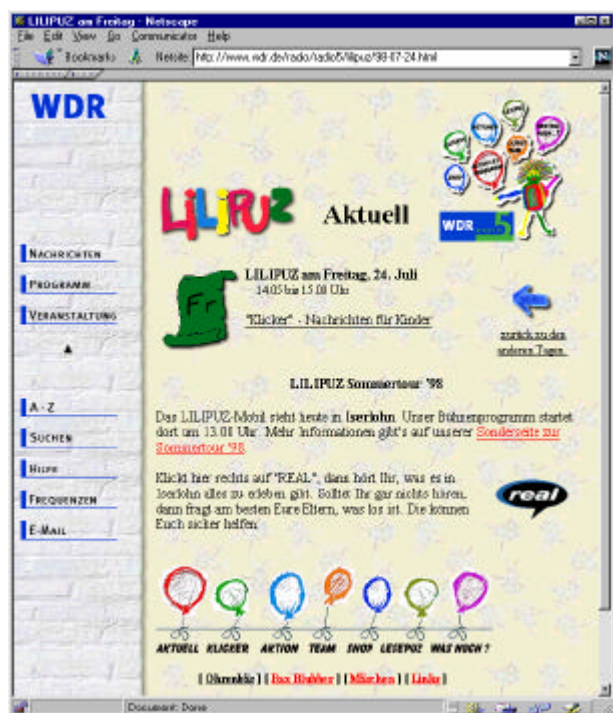 LILIPUZ am Freitag - Netscape
File Edit View Go Communicator Help
Bookmarks Netsite: http://www.wdr.de/radio/radio5/lilipuz/98-07-24.html
WDR
LILIPUZ
Aktuell
WDR 5
NACHRICHTEN
PROGRAMM
VERANSTALTUNG
A - Z
SUCHEN
HILFE
FREQUENZEN
E-MAIL
Fr
LILIPUZ am Freitag, 24. Juli
14.05 bis 15.00 Uhr
"Klicker" - Nachrichten für Kinder
zurück zu den
anderen Tagen.
LILIPUZ Sommertour '98
Das LILIPUZ-Mobil steht heute in Iserlohn. Unser Bühnenprogramm startet
dort um 13.00 Uhr. Mehr Informationen gibt's auf unserer Sonderseite zur
Sommertour '98.
Klickt hier rechts auf "REAL", dann hört Ihr, was es in
Iserlohn alles zu erleben gibt. Solltet Ihr gar nichts hören,
dann fragt am besten Eure Eltern, was los ist. Die können
Euch sicher helfen.
real
AKTUELL KLICKER AKTION TEAM SHOP LESEPUZ WAS NOCH ?
[ Ohrenbär ] [ Bax Blubber ] [ Märchen ] [ Links ]
Document: Done